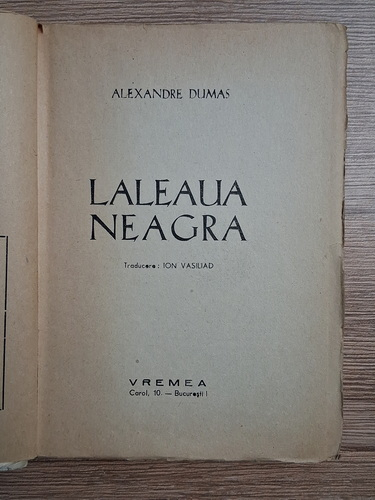 ALEXANDRE DUMAS
LALEAUA
NEAGRA
Traducere: ION VASILIAD
VREMEA
Carol, 10 — București I